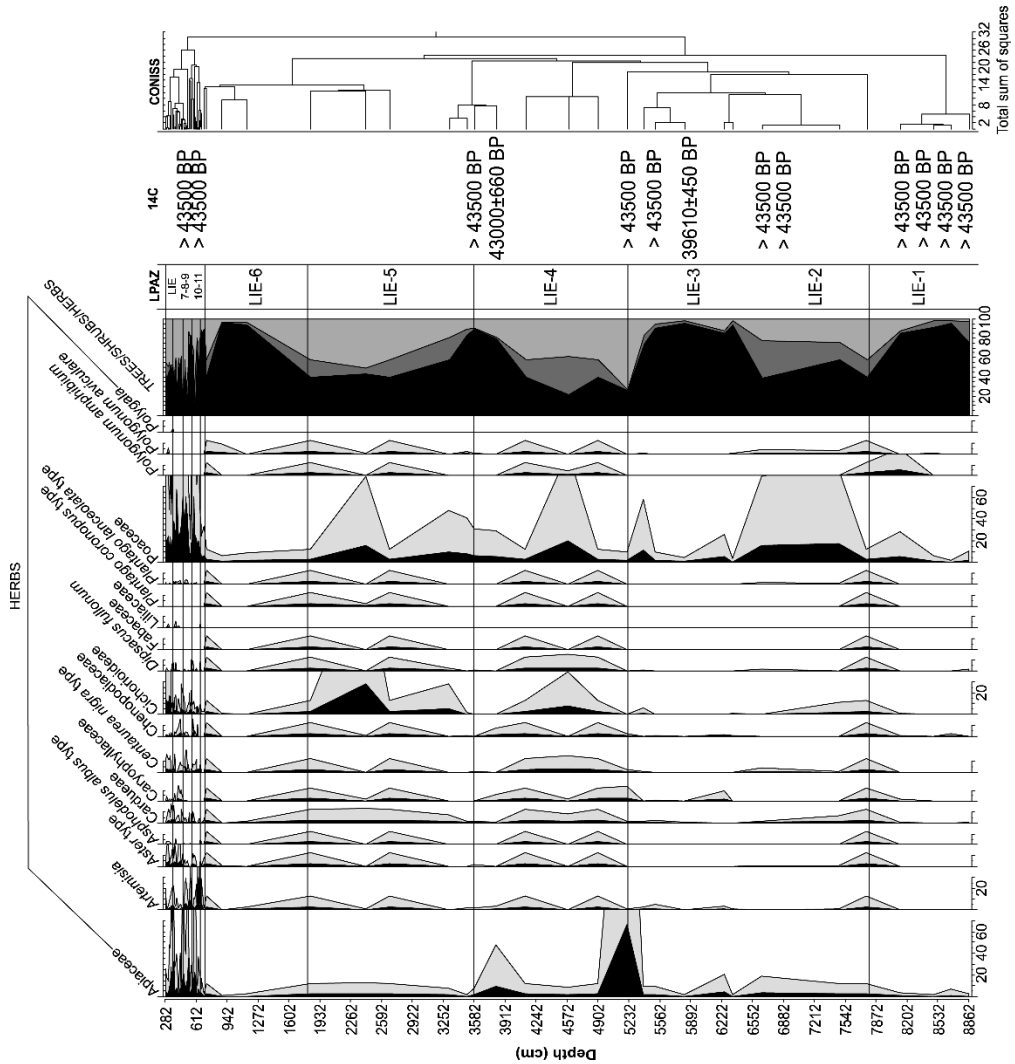 HERBS
Apiaceae
Artemisia
Aster type
Asphodelus albus type
Cardueae
Caryophyllaceae
Centaurea nigra type
Chenopodiaceae
Cichorioideae
Dipsacus fullonum
Fabaceae
Liliaceae
Plantago coronopus type
Plantago lanceolata type
Poaceae
Polygonum amphibium
Polygonum aviculare
Polygala
TREES/SHRUBS/HERBS
LPAZ
14C
CONISS
LIE
7-8-9
10-11
LIE-6
LIE-5
LIE-4
LIE-3
LIE-2
LIE-1
> 43500 BP
> 43500 BP
> 43500 BP
43000±660 BP
> 43500 BP
> 43500 BP
39610±450 BP
> 43500 BP
> 43500 BP
> 43500 BP
> 43500 BP
> 43500 BP
> 43500 BP
Depth (cm)
282 612 942 1272 1602 1932 2262 2592 2922 3252 3582 3912 4242 4572 4902 5232 5562 5892 6222 6552 6882 7212 7542 7872 8202 8532 8862
20 40 60
20
20
20 40 60
20 40 60 80 100
2 8 14 20 26 32
Total sum of squares